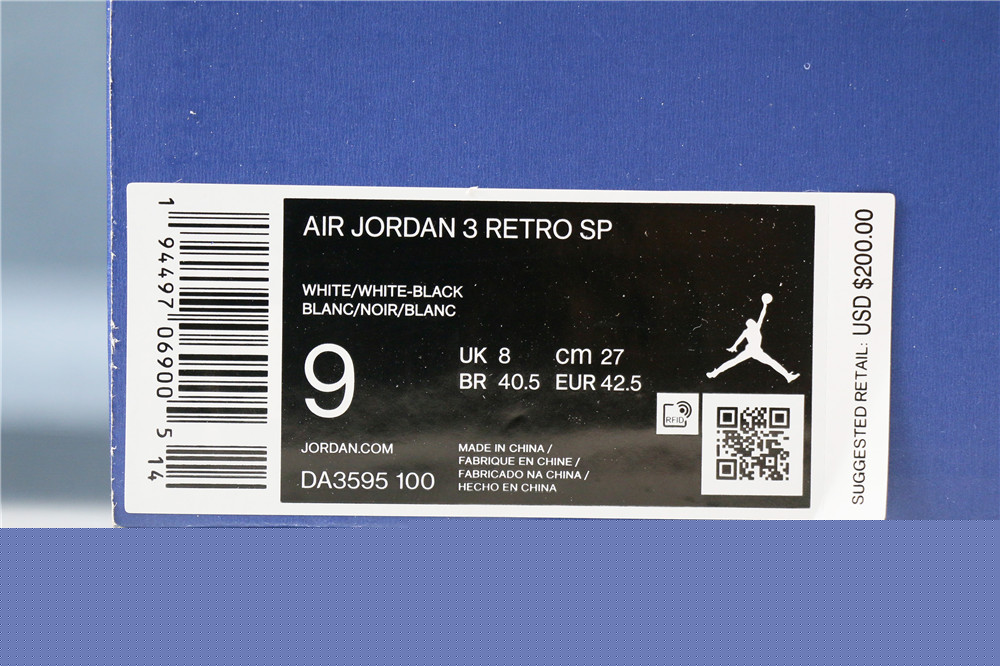 AIR JORDAN 3 RETRO SP
WHITE/WHITE-BLACK
BLANC/NOIR/BLANC
9
UK 8 cm 27
BR 40.5 EUR 42.5
RFID
JORDAN.COM
DA3595 100
MADE IN CHINA /
FABRIQUE EN CHINE /
FABRICADO NA CHINA /
HECHO EN CHINA
1 94497 06900 5 14
SUGGESTED RETAIL: USD $200.00